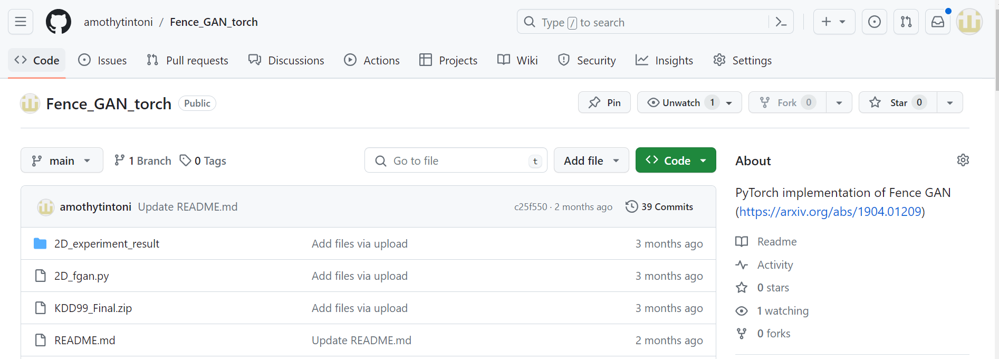 amothytintoni / Fence_GAN_torch
Type / to search
Code Issues Pull requests Discussions Actions Projects Wiki Security Insights Settings
Fence_GAN_torch Public
Pin Unwatch 1 Fork 0 Star 0
main 1 Branch 0 Tags
Go to file t
Add file
Code
amothytintoni Update README.md c25f550 · 2 months ago 39 Commits
2D_experiment_result Add files via upload 3 months ago
2D_fgan.py Add files via upload 3 months ago
KDD99_Final.zip Add files via upload 3 months ago
README.md Update README.md 2 months ago
About
PyTorch implementation of Fence GAN
(https://arxiv.org/abs/1904.01209)
Readme
Activity
0 stars
1 watching
0 forks